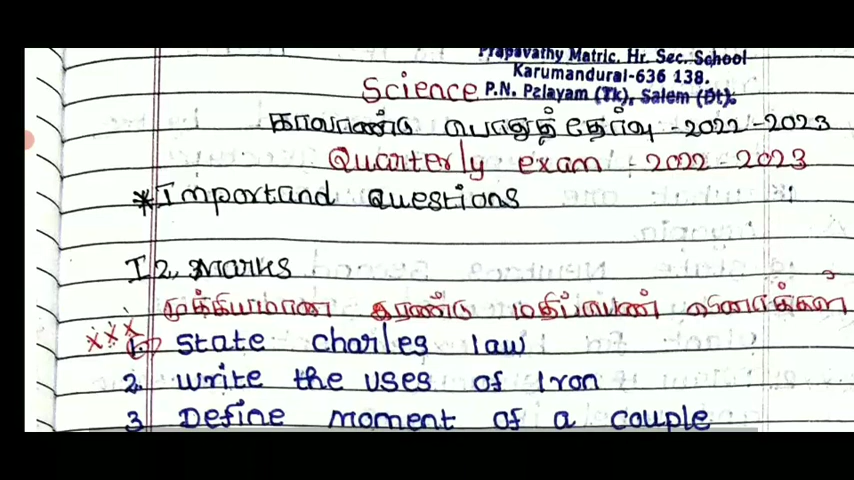 Prapavathy Matric. Hr. Sec. School
Karumandurai-636 138.
Science P.N. Pelayam (Tk), Salem (Dt).
காலாண்டு பொதுத் தேர்வு -2022-2023
Quarterly exam - 2022-2023
*Importand Questions
I 2, Marks
முக்கியமான இரண்டு மதிப்பெண் வினாக்கள்
xxx 1. State charles law
2. write the uses of Iron
3 Define moment of a couple